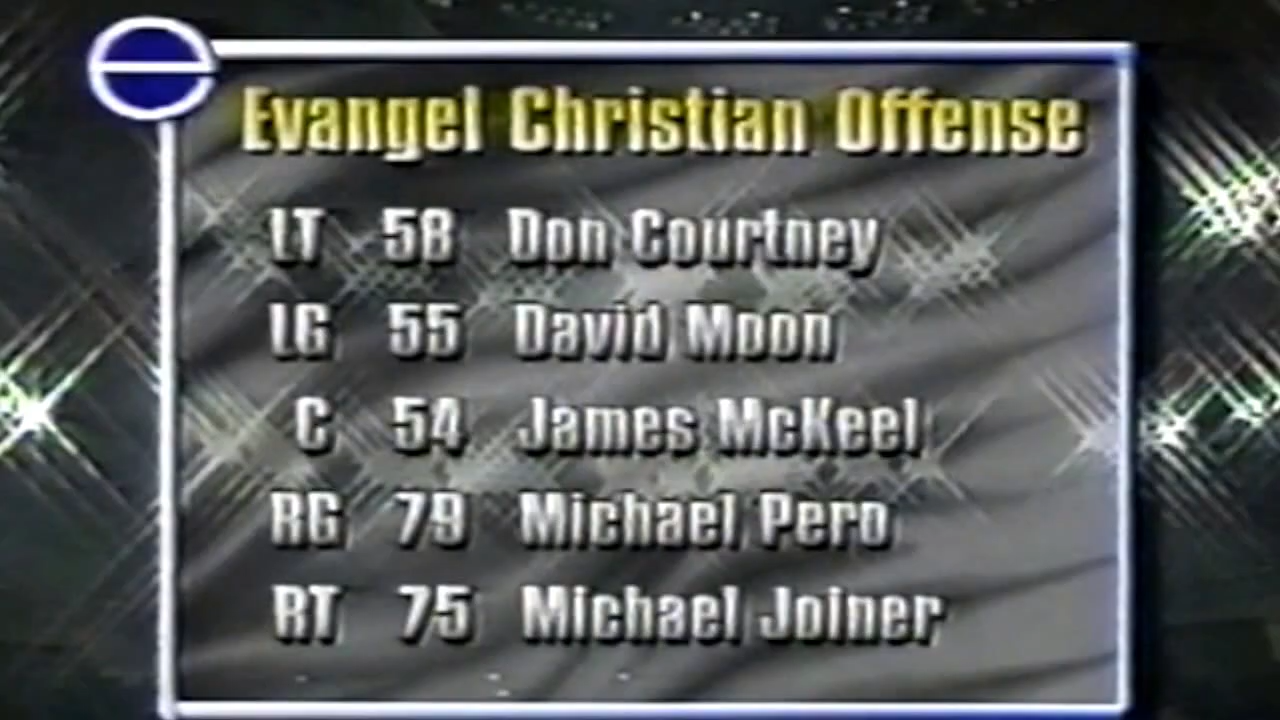 Evangel Christian Offense
LT 58 Don Courtney
LG 55 David Moon
C 54 James McKeel
RG 79 Michael Pero
RT 75 Michael Joiner